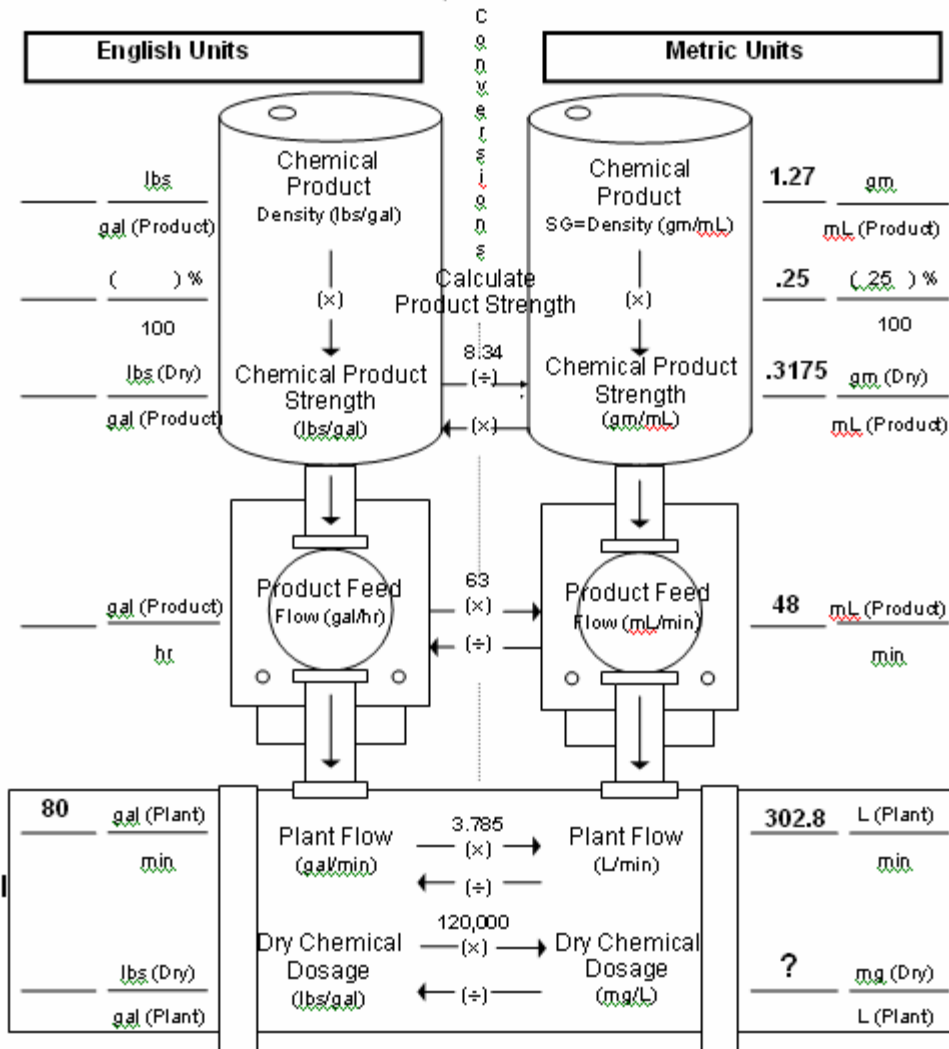 Conversions
English Units
Metric Units
lbs
gal (Product)
( ) %
100
lbs (Dry)
gal (Product)
Chemical
Product
Density (lbs/gal)
(×)
Chemical Product
Strength
(lbs/gal)
Calculate
Product Strength
8.34
(÷)
(×)
Chemical
Product
SG=Density (gm/mL)
(×)
Chemical Product
Strength
(gm/mL)
1.27 gm
mL (Product)
.25 ( .25 ) %
100
.3175 gm (Dry)
mL (Product)
gal (Product)
hr
Product Feed
Flow (gal/hr)
63
(×)
(÷)
Product Feed
Flow (mL/min)
48 mL (Product)
min
80 gal (Plant)
min
Plant Flow
(gal/min)
3.785
(×)
(÷)
Plant Flow
(L/min)
302.8 L (Plant)
min
lbs (Dry)
gal (Plant)
Dry Chemical
Dosage
(lbs/gal)
120,000
(×)
(÷)
Dry Chemical
Dosage
(mg/L)
? mg (Dry)
L (Plant)